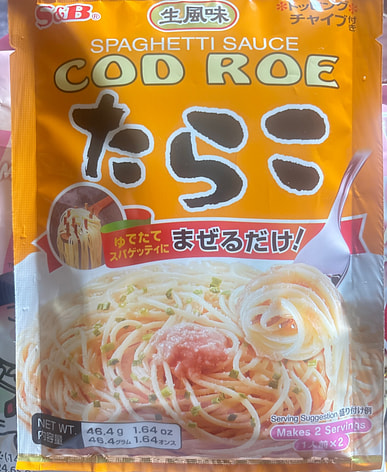 S&B®
生風味
※トッピング※
チャイブ付き
SPAGHETTI SAUCE
COD ROE
たらこ
ゆでたて
スパゲッティに
まぜるだけ!
NET WT.
内容量
46.4g 1.64 oz
46.4グラム 1.64オンス
Serving Suggestion 盛り付け例
Makes 2 Servings
1人前×2